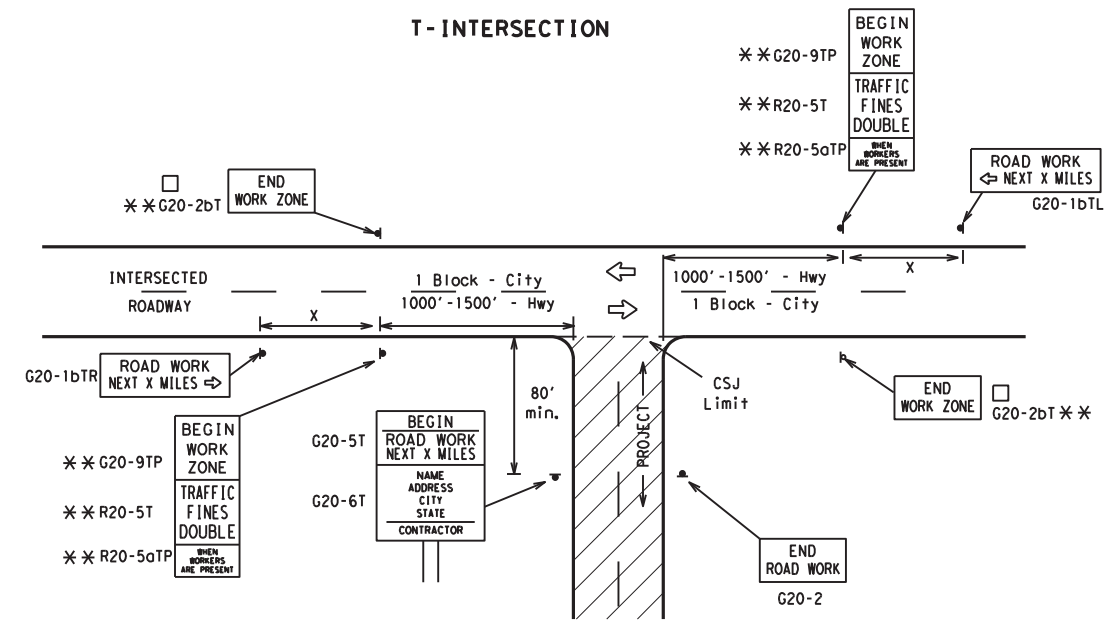 T-INTERSECTION
BEGIN
WORK
ZONE
✶✶G20-9TP
TRAFFIC
FINES
DOUBLE
✶✶R20-5T
WHEN
WORKERS
ARE PRESENT
✶✶R20-5aTP
ROAD WORK
⇦ NEXT X MILES
G20-1bTL
END
WORK ZONE
□
✶✶G20-2bT
INTERSECTED
ROADWAY
1 Block - City
1000'-1500' - Hwy
X
1000'-1500' - Hwy
1 Block - City
X
G20-1bTR
ROAD WORK
NEXT X MILES ⇨
80'
min.
CSJ
Limit
PROJECT
END
WORK ZONE
□
G20-2bT ✶✶
BEGIN
WORK
ZONE
✶✶G20-9TP
TRAFFIC
FINES
DOUBLE
✶✶R20-5T
WHEN
WORKERS
ARE PRESENT
✶✶R20-5aTP
G20-5T
BEGIN
ROAD WORK
NEXT X MILES
G20-6T
NAME
ADDRESS
CITY
STATE
CONTRACTOR
END
ROAD WORK
G20-2